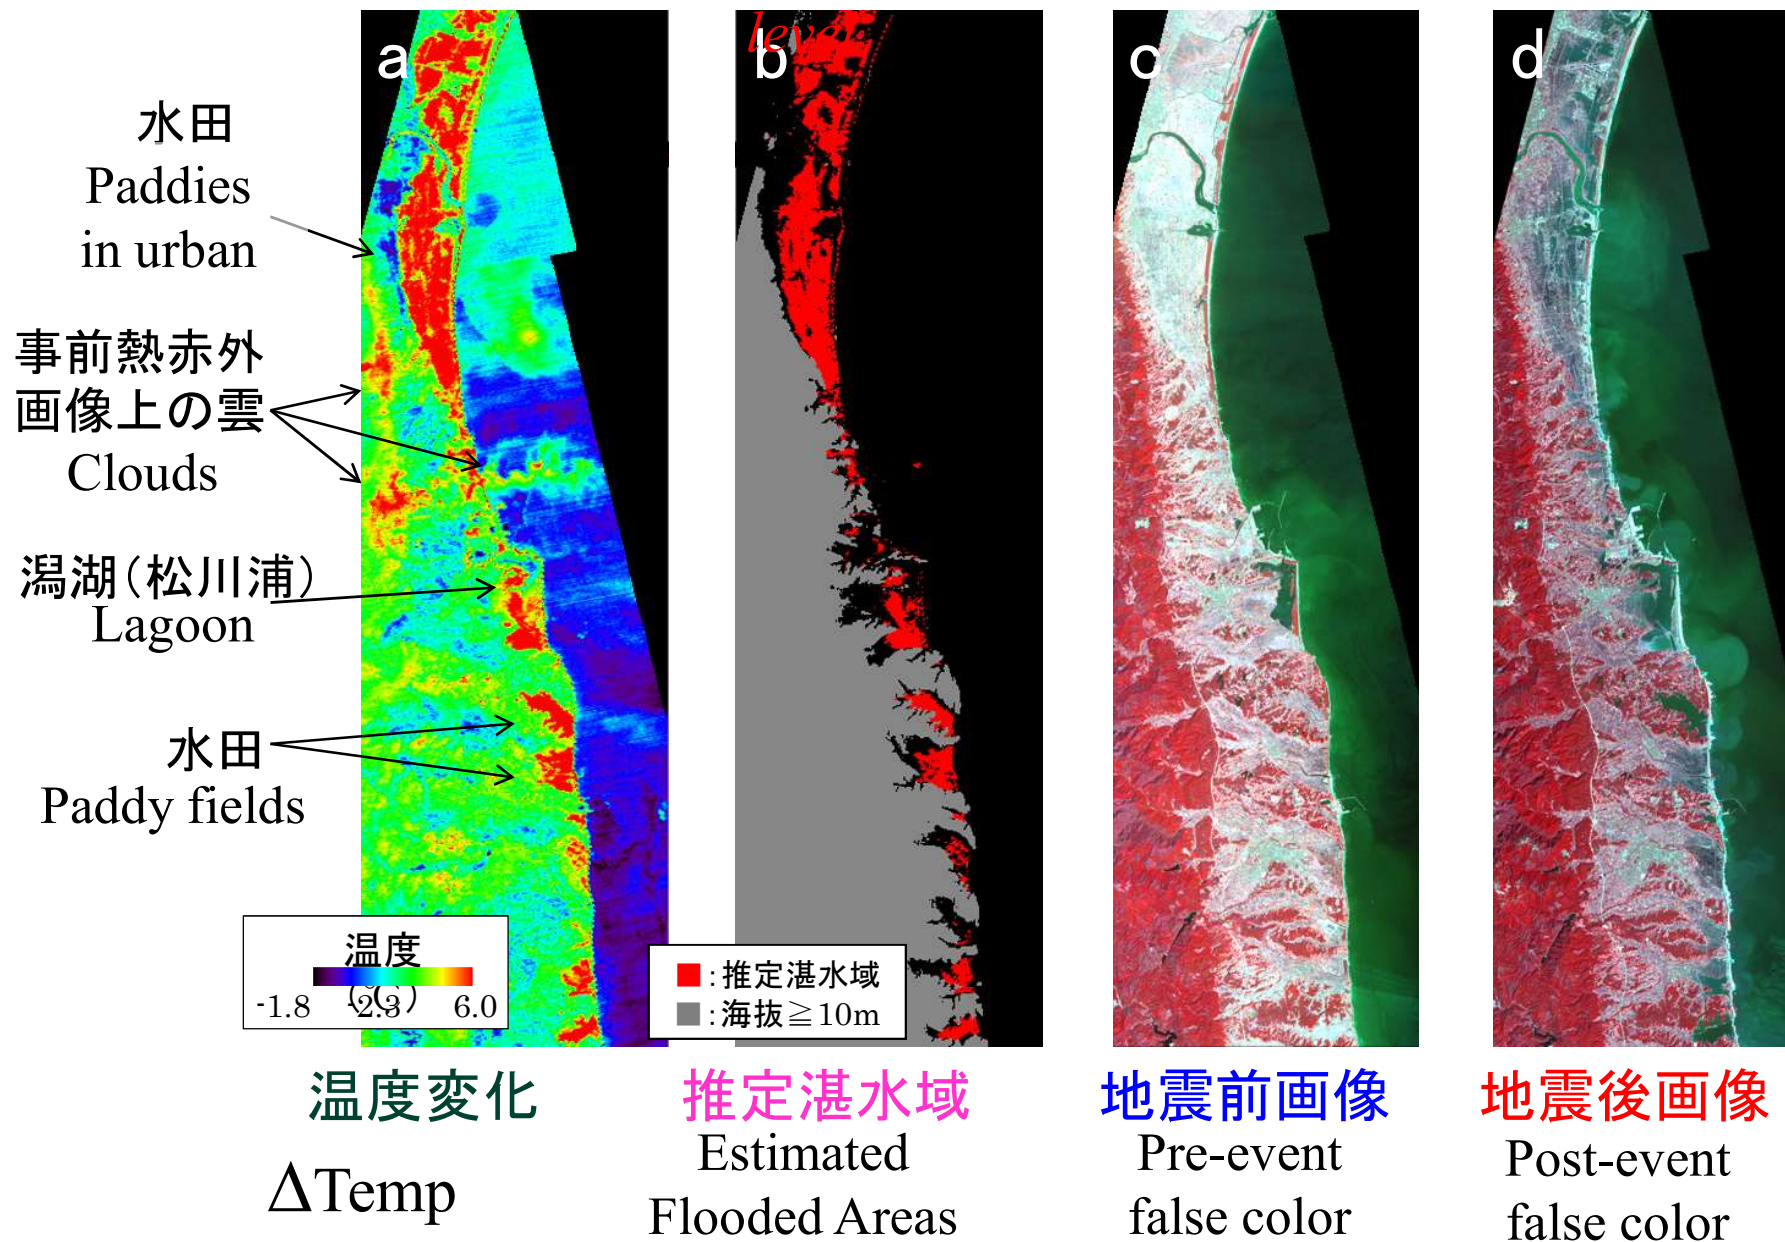 a
level
b
c
d
水田
Paddies
in urban
事前熱赤外
画像上の雲
Clouds
潟湖(松川浦)
Lagoon
水田
Paddy fields
温度
(℃)
-1.8 2.3 6.0
:推定湛水域
:海抜≧10m
温度変化
ΔTemp
推定湛水域
Estimated
Flooded Areas
地震前画像
Pre-event
false color
地震後画像
Post-event
false color